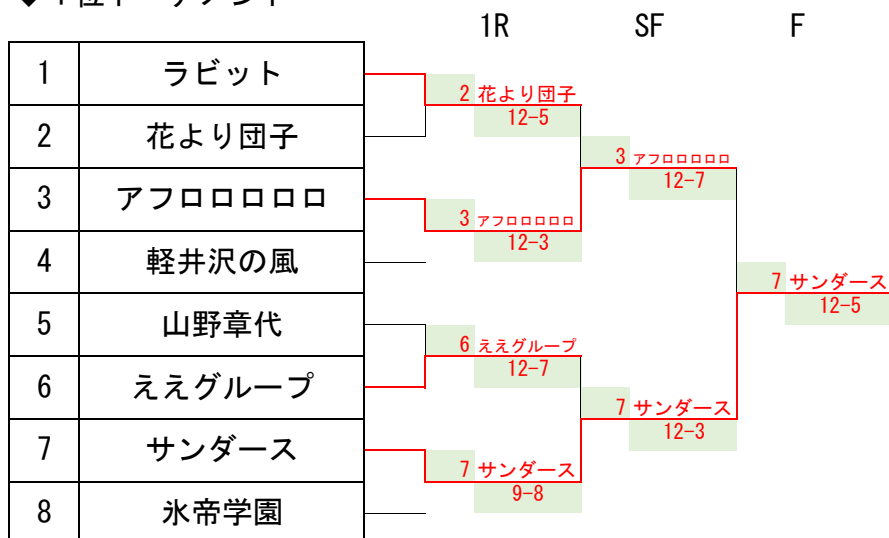 1R SF F
1 ラビット
2 花より団子
3 アフロロロロロ
4 軽井沢の風
5 山野章代
6 ええグループ
7 サンダース
8 氷帝学園
2 花より団子
12-5
3 アフロロロロロ
12-3
6 ええグループ
12-7
7 サンダース
9-8
3 アフロロロロロ
12-7
7 サンダース
12-3
7 サンダース
12-5